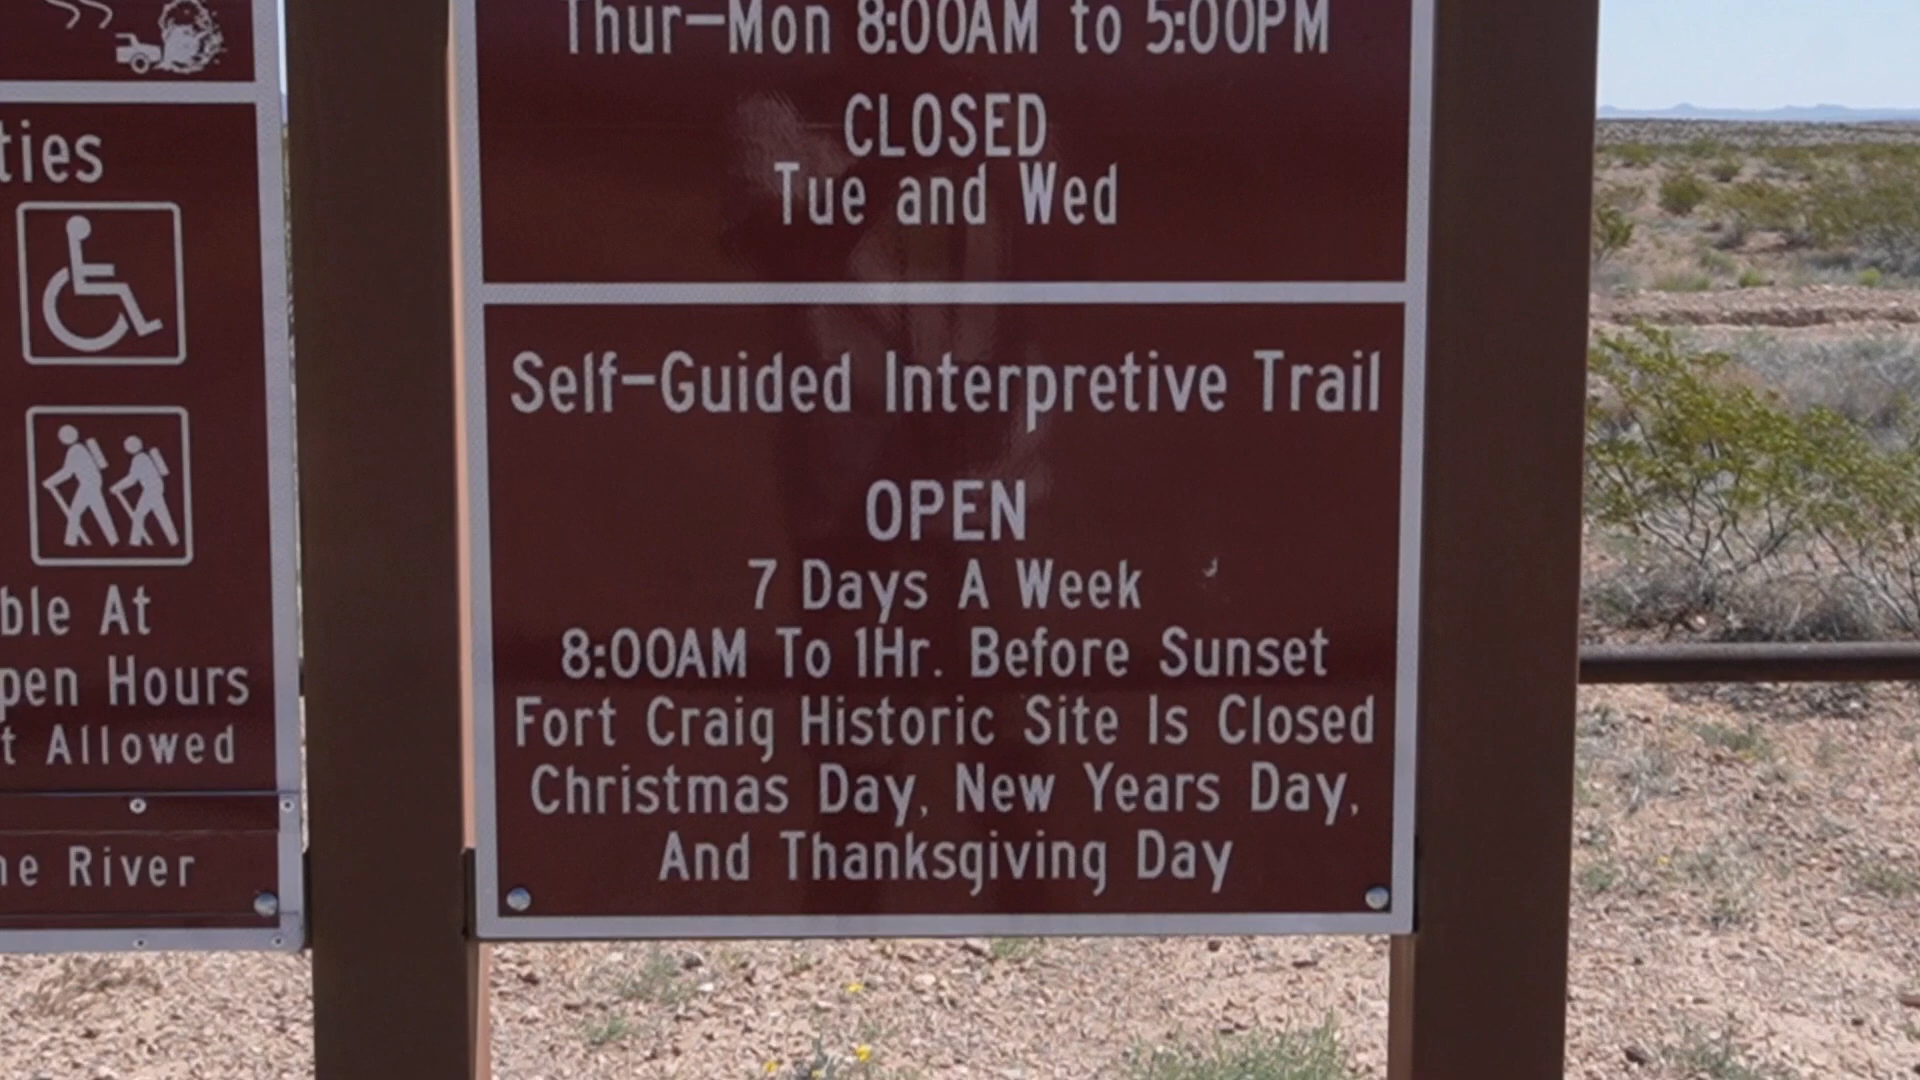 ties
ble At
pen Hours
t Allowed
ne River
Thur-Mon 8:00AM to 5:00PM
CLOSED
Tue and Wed
Self-Guided Interpretive Trail
OPEN
7 Days A Week
8:00AM To 1Hr. Before Sunset
Fort Craig Historic Site Is Closed
Christmas Day, New Years Day,
And Thanksgiving Day